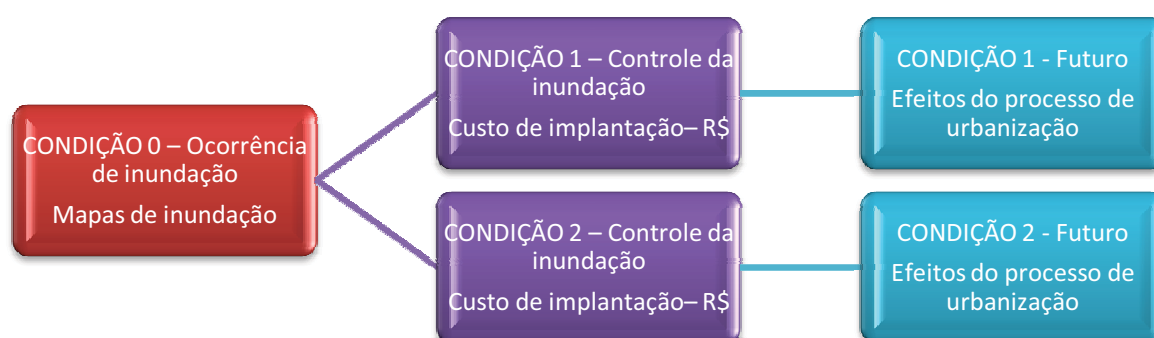 CONDIÇÃO 0 – Ocorrência
de inundação
Mapas de inundação
CONDIÇÃO 1 – Controle da
inundação
Custo de implantação– R$
CONDIÇÃO 1 - Futuro
Efeitos do processo de
urbanização
CONDIÇÃO 2 – Controle da
inundação
Custo de implantação– R$
CONDIÇÃO 2 - Futuro
Efeitos do processo de
urbanização